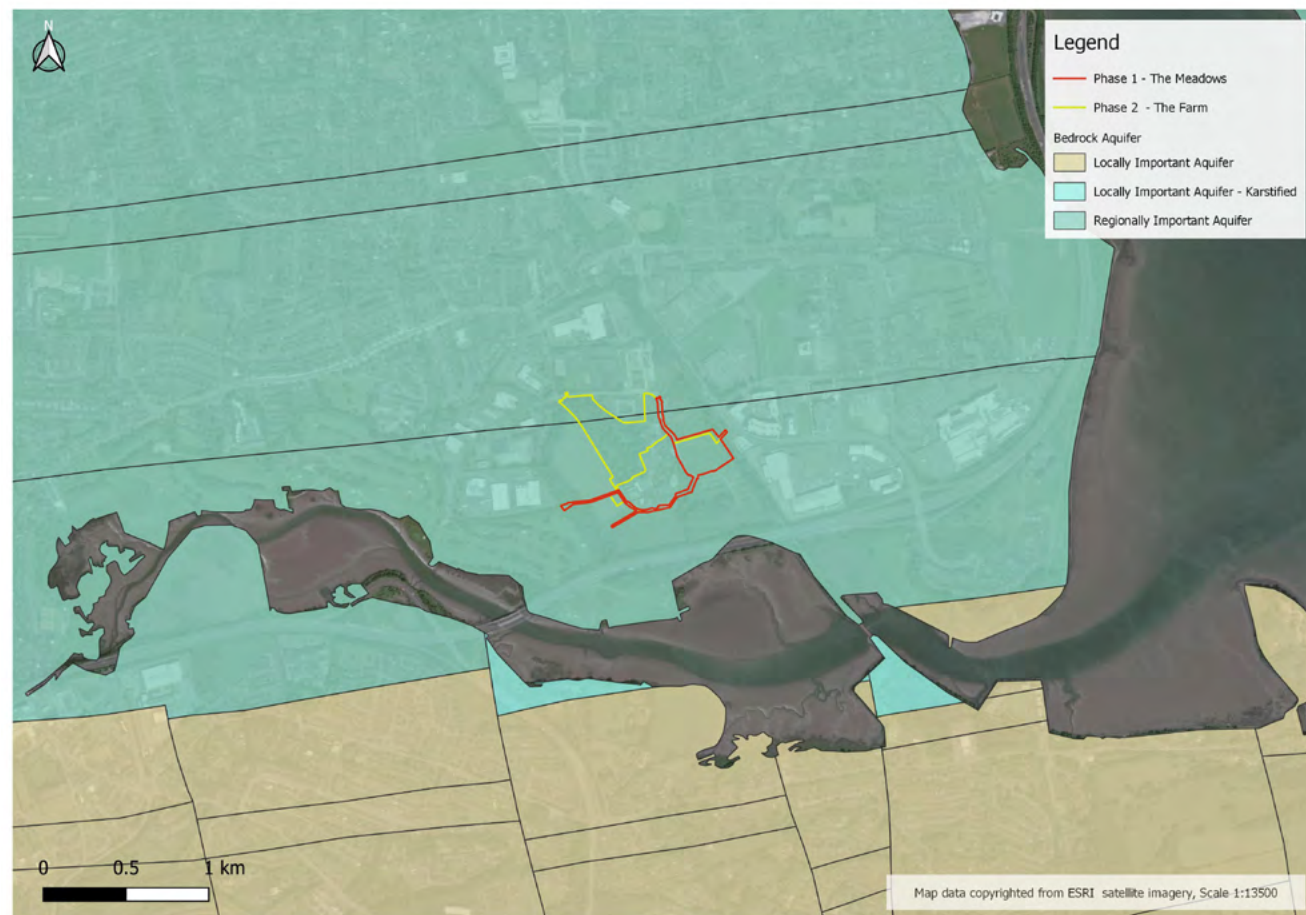 N
Legend
Phase 1 - The Meadows
Phase 2  - The Farm
Bedrock Aquifer
Locally Important Aquifer
Locally Important Aquifer - Karstified
Regionally Important Aquifer
0 0.5 1 km
Map data copyrighted from ESRI  satellite imagery, Scale 1:13500